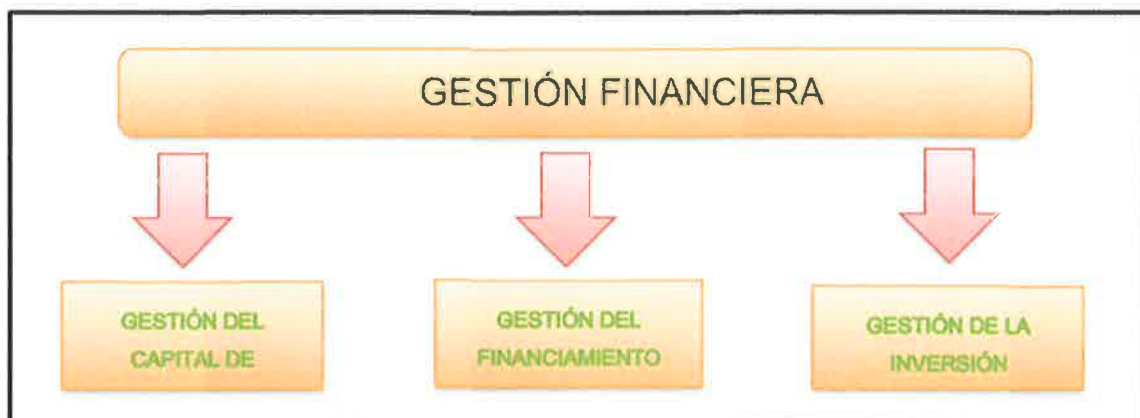 GESTIÓN FINANCIERA
GESTIÓN DEL
CAPITAL DE
GESTIÓN DEL
FINANCIAMIENTO
GESTIÓN DE LA
INVERSIÓN